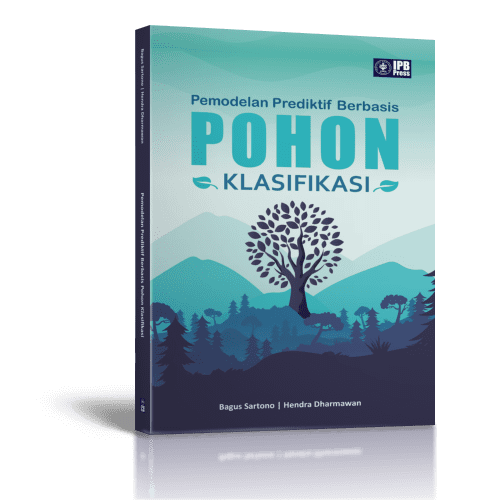 IPB
Press
Pemodelan Prediktif Berbasis
POHON
KLASIFIKASI
Bagus Sartono | Hendra Dharmawan
Bagus Sartono | Hendra Dharmawan
Pemodelan Prediktif Berbasis Pohon Klasifikasi